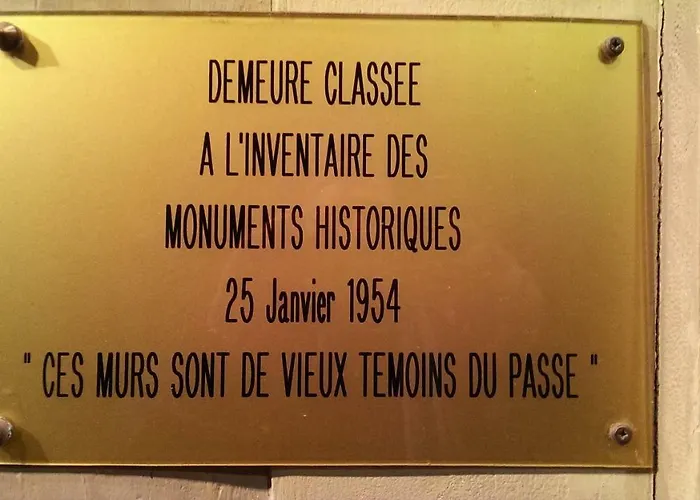 DEMEURE CLASSEE
A L'INVENTAIRE DES
MONUMENTS HISTORIQUES
25 Janvier 1954
" CES MURS SONT DE VIEUX TEMOINS DU PASSE "